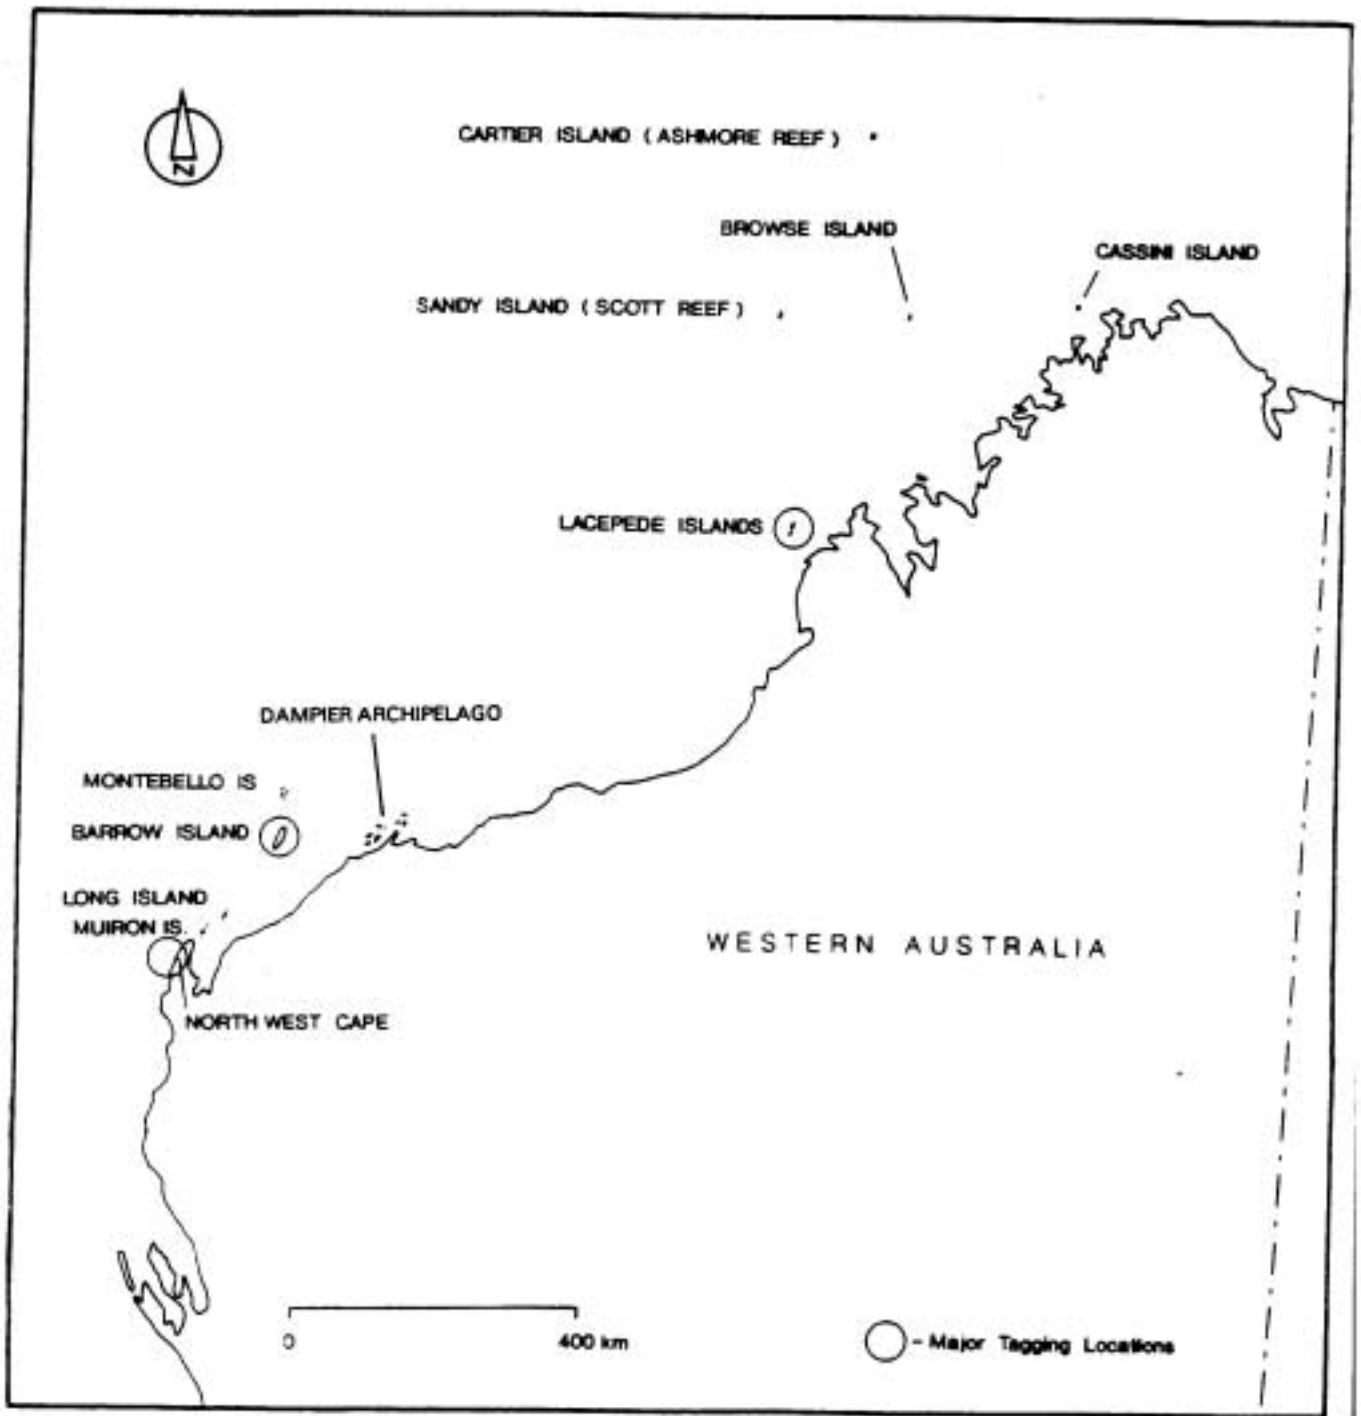 N
CARTIER ISLAND (ASHMORE REEF)
BROWSE ISLAND
CASSINI ISLAND
SANDY ISLAND (SCOTT REEF)
LACEPEDE ISLANDS
DAMPIER ARCHIPELAGO
MONTEBELLO IS
BARROW ISLAND
LONG ISLAND
MUIRON IS.
WESTERN AUSTRALIA
NORTH WEST CAPE
0 400 km
- Major Tagging Locations